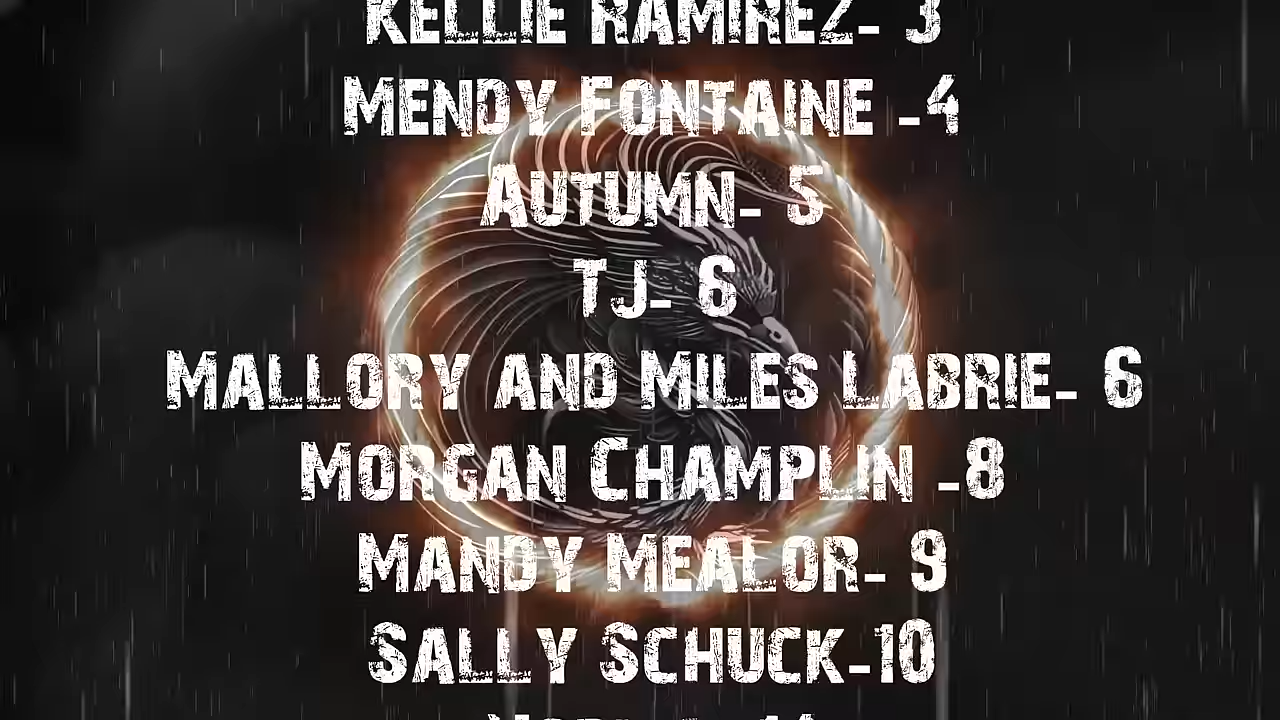 KELLIE RAMIREZ- 3
MENDY FONTAINE -4
AUTUMN- 5
TJ- 6
MALLORY AND MILES LABRIE- 6
MORGAN CHAMPLIN -8
MANDY MEALOR- 9
SALLY SCHUCK-10